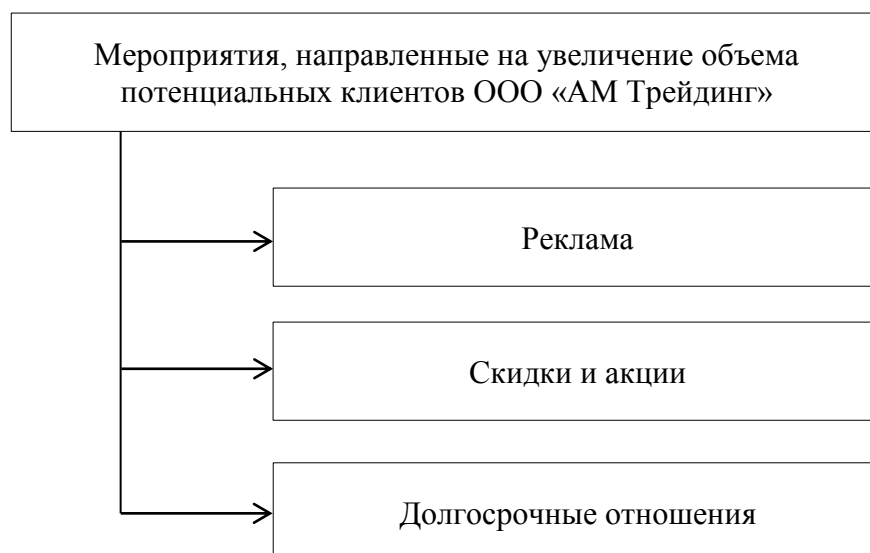 Мероприятия, направленные на увеличение объема
потенциальных клиентов ООО «АМ Трейдинг»
Реклама
Скидки и акции
Долгосрочные отношения